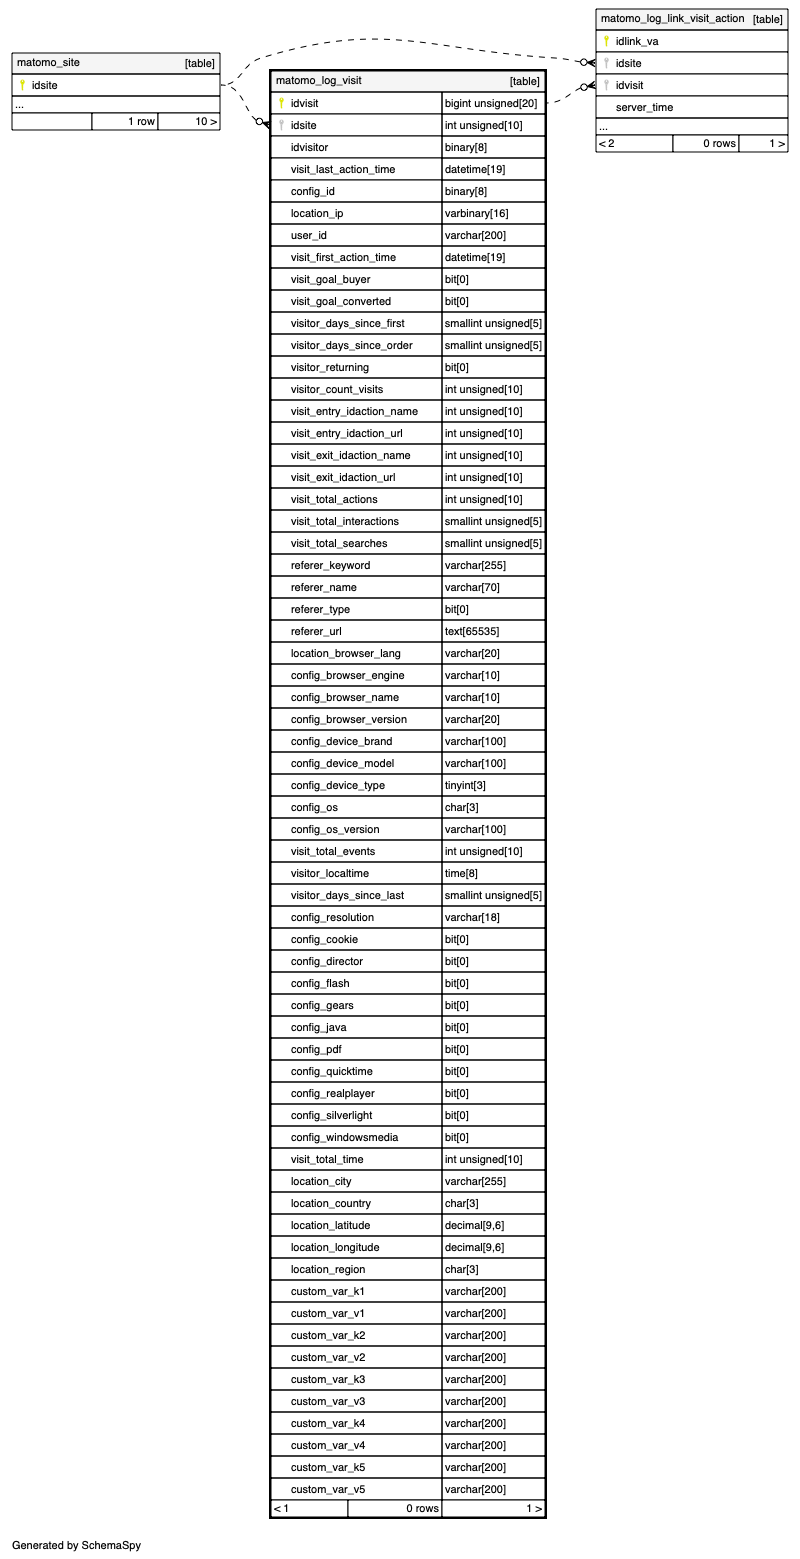 matomo_site [table]
idsite
...
1 row 10 >
matomo_log_link_visit_action [table]
idlink_va
idsite
idvisit
server_time
...
< 2 0 rows 1 >
matomo_log_visit [table]
idvisit bigint unsigned[20]
idsite int unsigned[10]
idvisitor binary[8]
visit_last_action_time datetime[19]
config_id binary[8]
location_ip varbinary[16]
user_id varchar[200]
visit_first_action_time datetime[19]
visit_goal_buyer bit[0]
visit_goal_converted bit[0]
visitor_days_since_first smallint unsigned[5]
visitor_days_since_order smallint unsigned[5]
visitor_returning bit[0]
visitor_count_visits int unsigned[10]
visit_entry_idaction_name int unsigned[10]
visit_entry_idaction_url int unsigned[10]
visit_exit_idaction_name int unsigned[10]
visit_exit_idaction_url int unsigned[10]
visit_total_actions int unsigned[10]
visit_total_interactions smallint unsigned[5]
visit_total_searches smallint unsigned[5]
referer_keyword varchar[255]
referer_name varchar[70]
referer_type bit[0]
referer_url text[65535]
location_browser_lang varchar[20]
config_browser_engine varchar[10]
config_browser_name varchar[10]
config_browser_version varchar[20]
config_device_brand varchar[100]
config_device_model varchar[100]
config_device_type tinyint[3]
config_os char[3]
config_os_version varchar[100]
visit_total_events int unsigned[10]
visitor_localtime time[8]
visitor_days_since_last smallint unsigned[5]
config_resolution varchar[18]
config_cookie bit[0]
config_director bit[0]
config_flash bit[0]
config_gears bit[0]
config_java bit[0]
config_pdf bit[0]
config_quicktime bit[0]
config_realplayer bit[0]
config_silverlight bit[0]
config_windowsmedia bit[0]
visit_total_time int unsigned[10]
location_city varchar[255]
location_country char[3]
location_latitude decimal[9,6]
location_longitude decimal[9,6]
location_region char[3]
custom_var_k1 varchar[200]
custom_var_v1 varchar[200]
custom_var_k2 varchar[200]
custom_var_v2 varchar[200]
custom_var_k3 varchar[200]
custom_var_v3 varchar[200]
custom_var_k4 varchar[200]
custom_var_v4 varchar[200]
custom_var_k5 varchar[200]
custom_var_v5 varchar[200]
< 1 0 rows 1 >
Generated by SchemaSpy